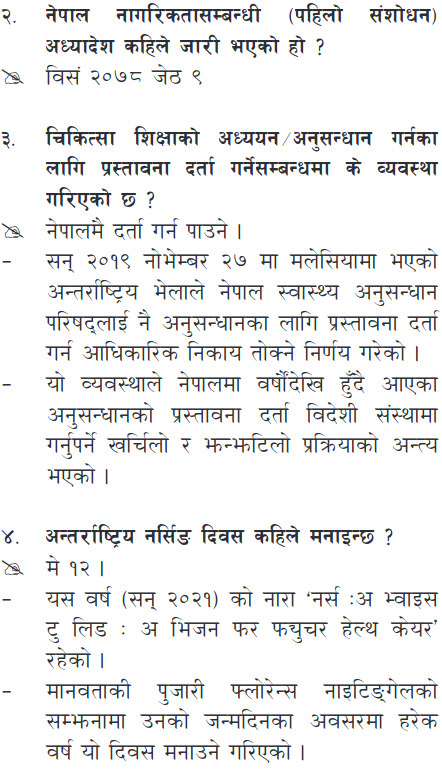 २. नेपाल नागरिकतासम्बन्धी (पहिलो संशोधन)
अध्यादेश कहिले जारी भएको हो ?
विसं २०७८ जेठ ९
३. चिकित्सा शिक्षाको अध्ययन/अनुसन्धान गर्नका
लागि प्रस्तावना दर्ता गर्नेसम्बन्धमा के व्यवस्था
गरिएको छ ?
नेपालमै दर्ता गर्न पाउने ।
– सन् २०१९ नोभेम्बर २७ मा मलेसियामा भएको
अन्तर्राष्ट्रिय भेलाले नेपाल स्वास्थ्य अनुसन्धान
परिषद्लाई नै अनुसन्धानका लागि प्रस्तावना दर्ता
गर्न आधिकारिक निकाय तोक्ने निर्णय गरेको ।
– यो व्यवस्थाले नेपालमा वर्षौंदेखि हुँदै आएका
अनुसन्धानको प्रस्तावना दर्ता विदेशी संस्थामा
गर्नुपर्ने खर्चिलो र झन्झटिलो प्रक्रियाको अन्त्य
भएको ।
४. अन्तर्राष्ट्रिय नर्सिङ दिवस कहिले मनाइन्छ ?
मे १२ ।
– यस वर्ष (सन् २०२१) को नारा ‘नर्स :अ भ्वाइस
टु लिड : अ भिजन फर फ्युचर हेल्थ केयर’
रहेको ।
– मानवताकी पुजारी फ्लोरेन्स नाइटिङ्गेलको
सम्झनामा उनको जन्मदिनका अवसरमा हरेक
वर्ष यो दिवस मनाउने गरिएको ।